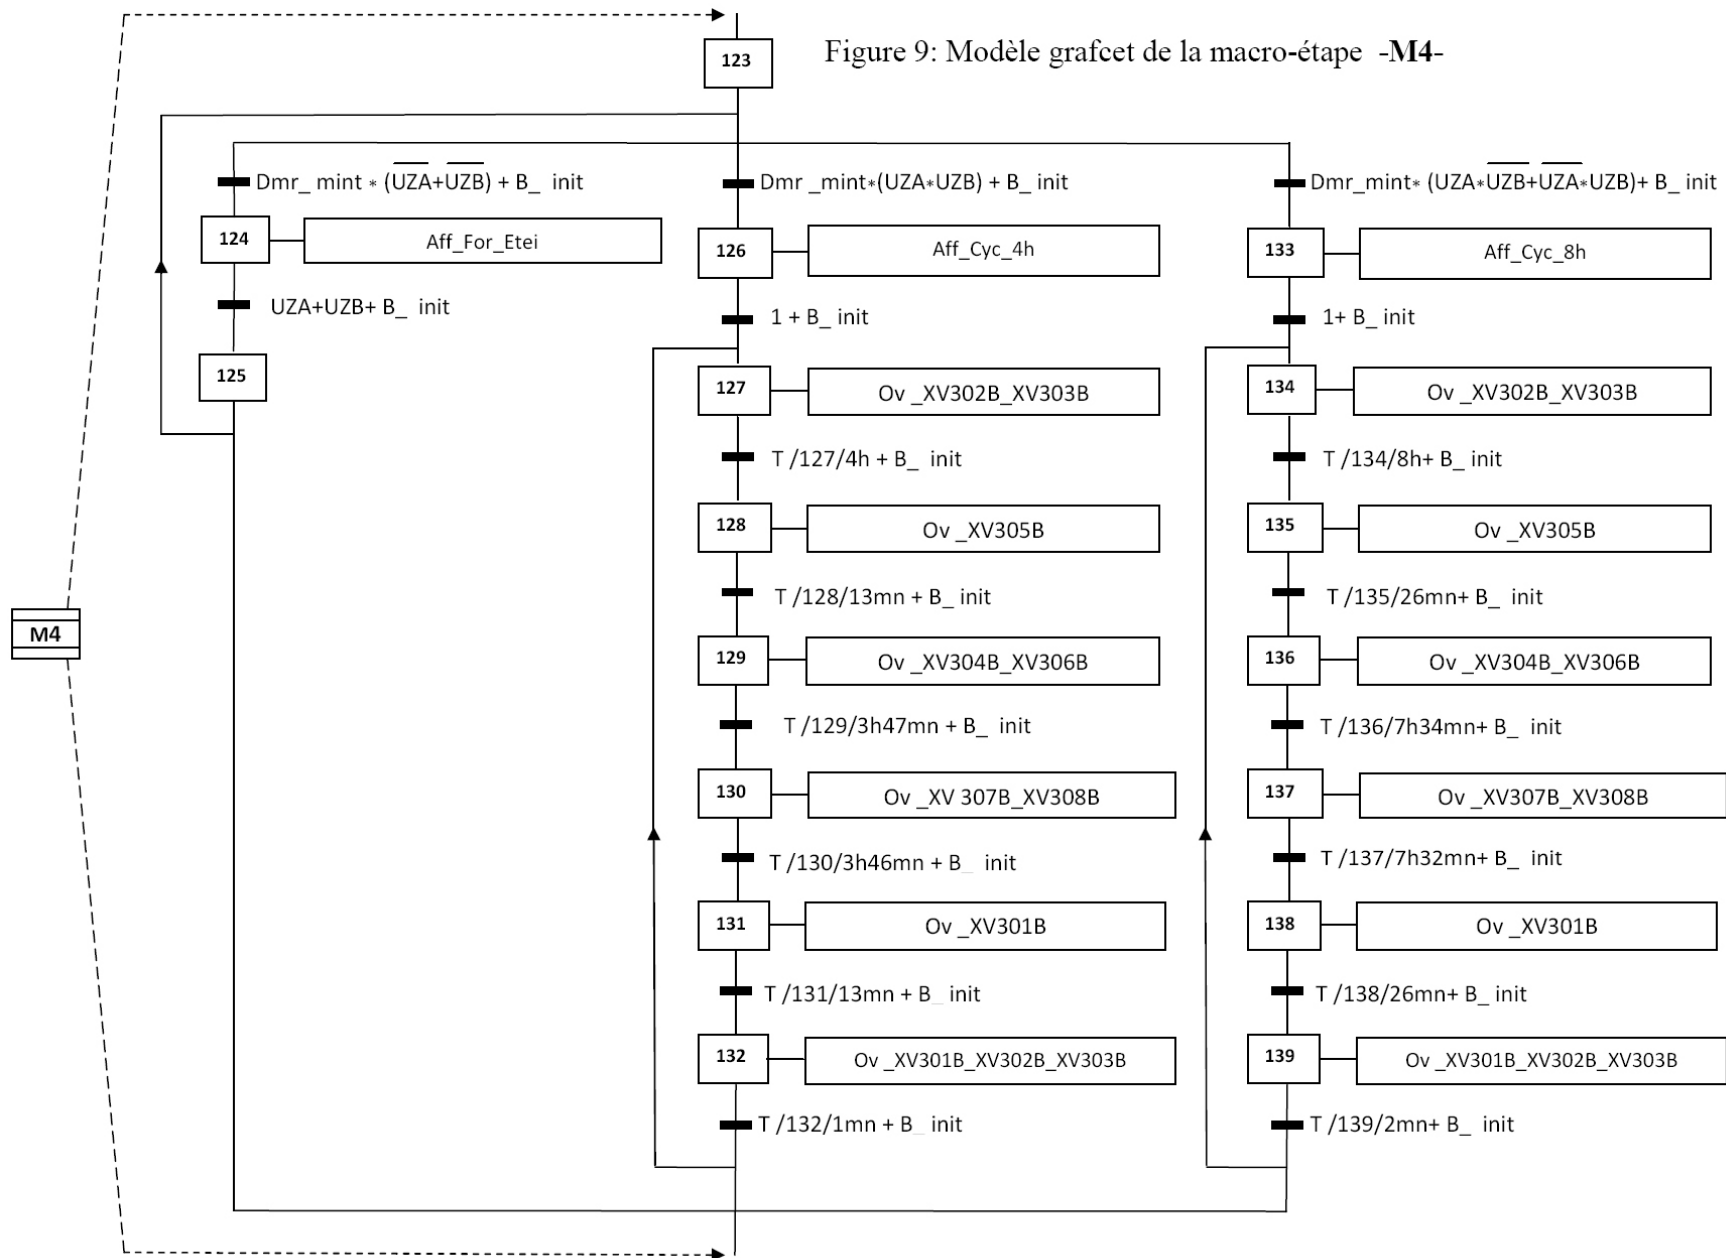 123
Figure 9: Modèle grafcet de la macro-étape -M4-
Dmr_ mint * (U̅Z̅A̅+U̅Z̅B̅) + B_ init
Dmr _mint*(UZA*UZB) + B_ init
Dmr_mint* (UZA*U̅Z̅B̅+U̅Z̅A̅*UZB)+ B_ init
124
Aff_For_Etei
126
Aff_Cyc_4h
133
Aff_Cyc_8h
UZA+UZB+ B_ init
1 + B_ init
1+ B_ init
125
127
Ov _XV302B_XV303B
134
Ov _XV302B_XV303B
T /127/4h + B_ init
T /134/8h+ B_ init
128
Ov _XV305B
135
Ov _XV305B
T /128/13mn + B_ init
T /135/26mn+ B_ init
M4
129
Ov _XV304B_XV306B
136
Ov _XV304B_XV306B
T /129/3h47mn + B_ init
T /136/7h34mn+ B_ init
130
Ov _XV 307B_XV308B
137
Ov _XV307B_XV308B
T /130/3h46mn + B_ init
T /137/7h32mn+ B_ init
131
Ov _XV301B
138
Ov _XV301B
T /131/13mn + B_ init
T /138/26mn+ B_ init
132
Ov _XV301B_XV302B_XV303B
139
Ov _XV301B_XV302B_XV303B
T /132/1mn + B_ init
T /139/2mn+ B_ init